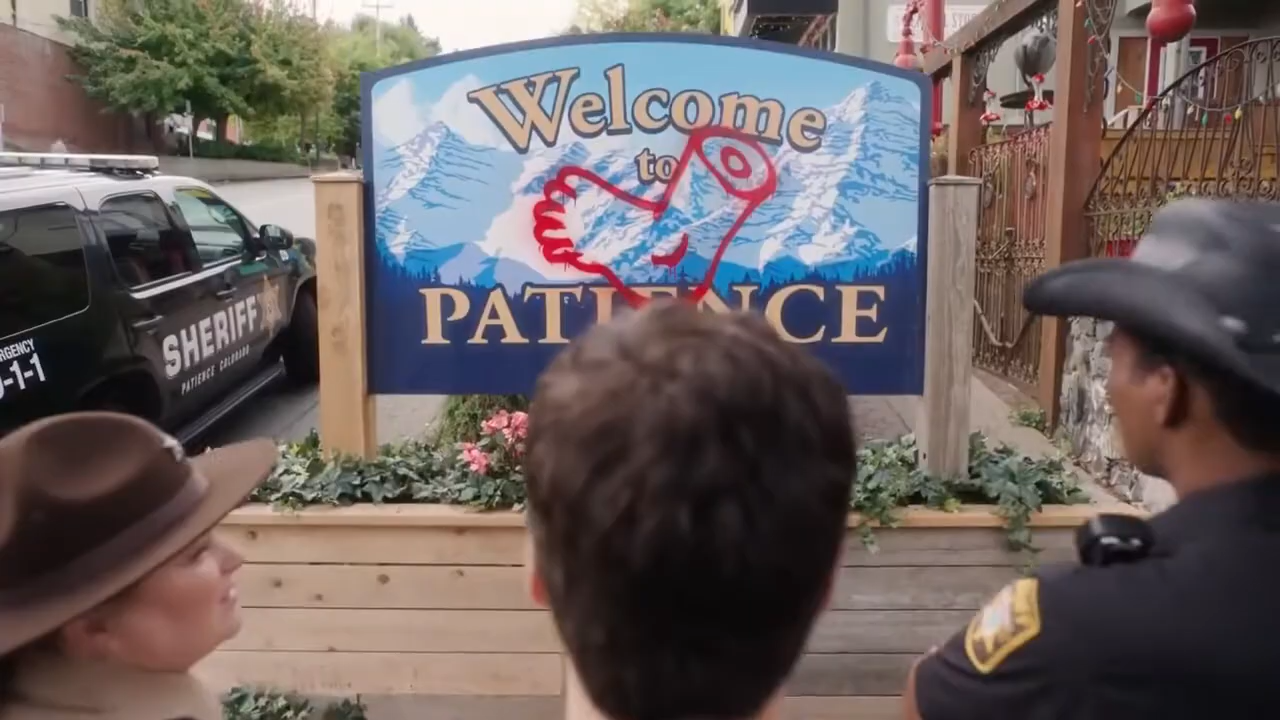 Welcome
to
PATIENCE
SHERIFF
PATIENCE COLORADO
RGENCY
-1-1